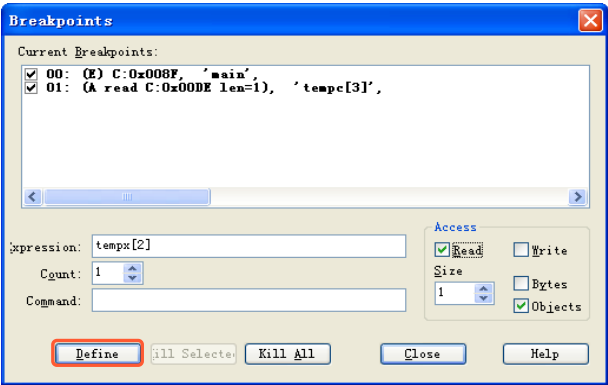 Breakpoints
Current Breakpoints:
00: (E) C:0x008F, 'main',
01: (A read C:0x00DE len=1), 'tempc[3]',
Access
xpression: tempx[2]
Read Write
Count: 1
Size
1
Bytes
Command:
Objects
Define ill Selecte Kill All Close Help